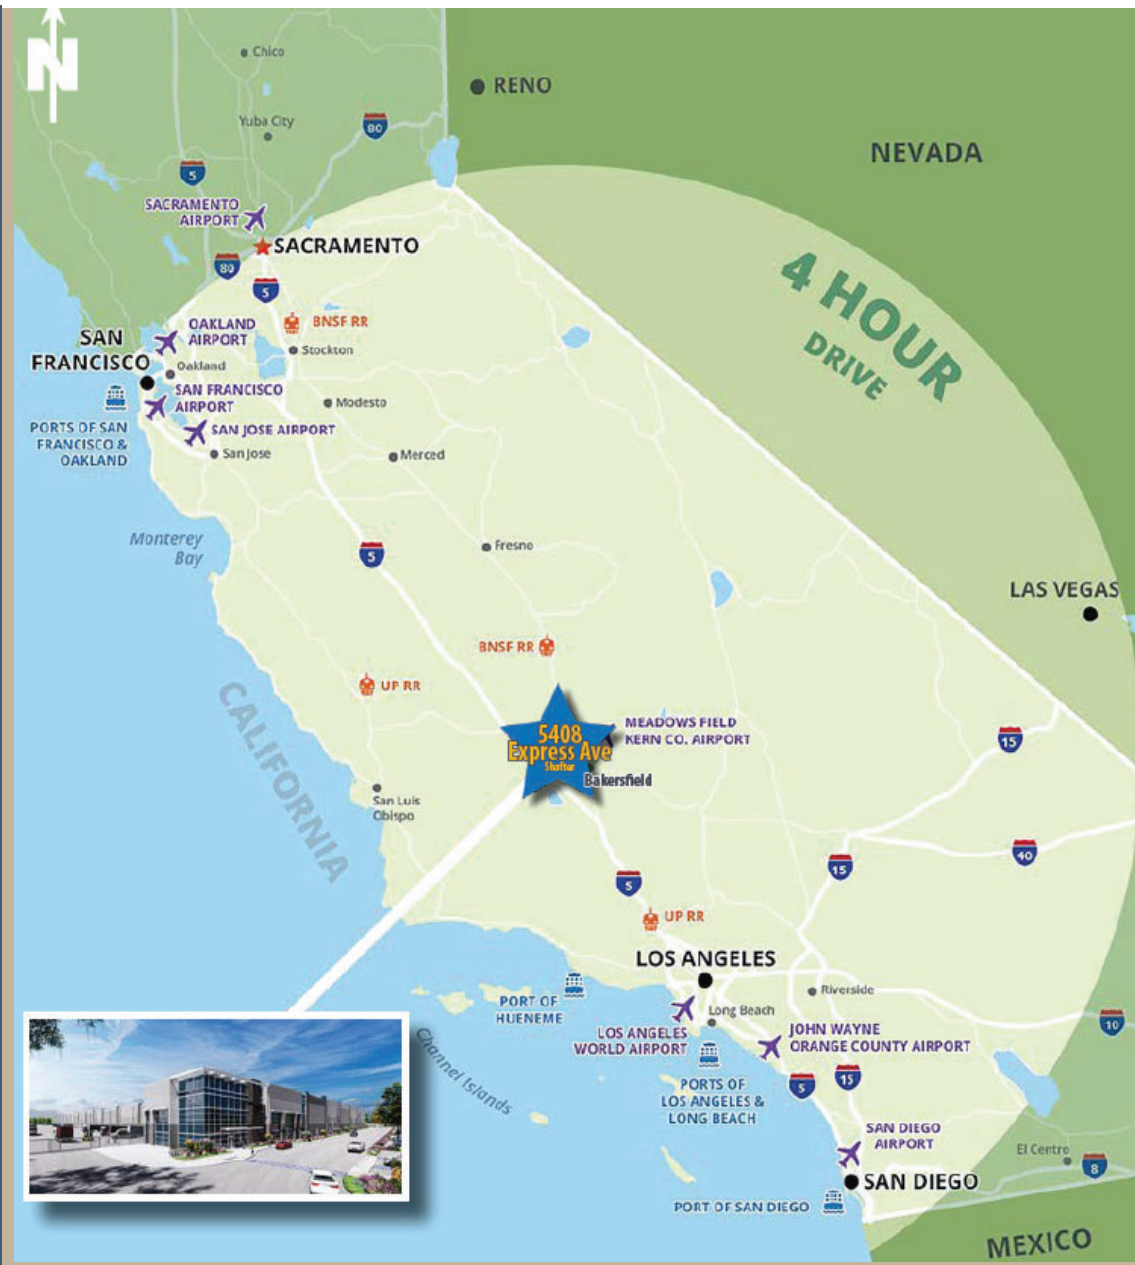 N
Chico
RENO
Yuba City
80
NEVADA
5
SACRAMENTO
AIRPORT
SACRAMENTO
80
5
4 HOUR
DRIVE
SAN
FRANCISCO
OAKLAND
AIRPORT
BNSF RR
Stockton
Oakland
SAN FRANCISCO
AIRPORT
Modesto
PORTS OF SAN
FRANCISCO &
OAKLAND
SAN JOSE AIRPORT
San Jose
Merced
Monterey
Bay
5
Fresno
LAS VEGAS
BNSF RR
UP RR
CALIFORNIA
5408
Express Ave
Shafter
MEADOWS FIELD
KERN CO. AIRPORT
Bakersfield
15
San Luis
Obispo
5
15
40
UP RR
LOS ANGELES
Riverside
PORT OF
HUENEME
Long Beach
LOS ANGELES
WORLD AIRPORT
JOHN WAYNE
ORANGE COUNTY AIRPORT
10
Channel Islands
PORTS OF
LOS ANGELES &
LONG BEACH
5
15
SAN DIEGO
AIRPORT
El Centro
8
SAN DIEGO
PORT OF SAN DIEGO
MEXICO